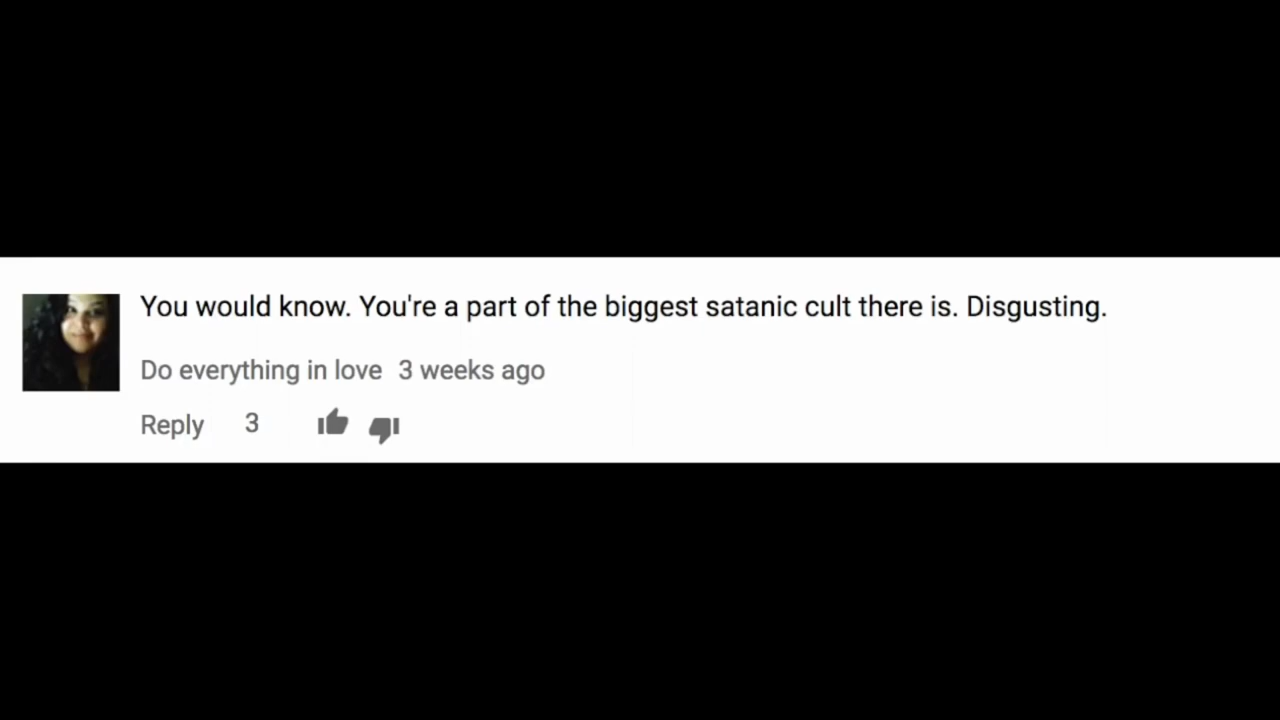 You would know. You're a part of the biggest satanic cult there is. Disgusting.
Do everything in love 3 weeks ago
Reply 3